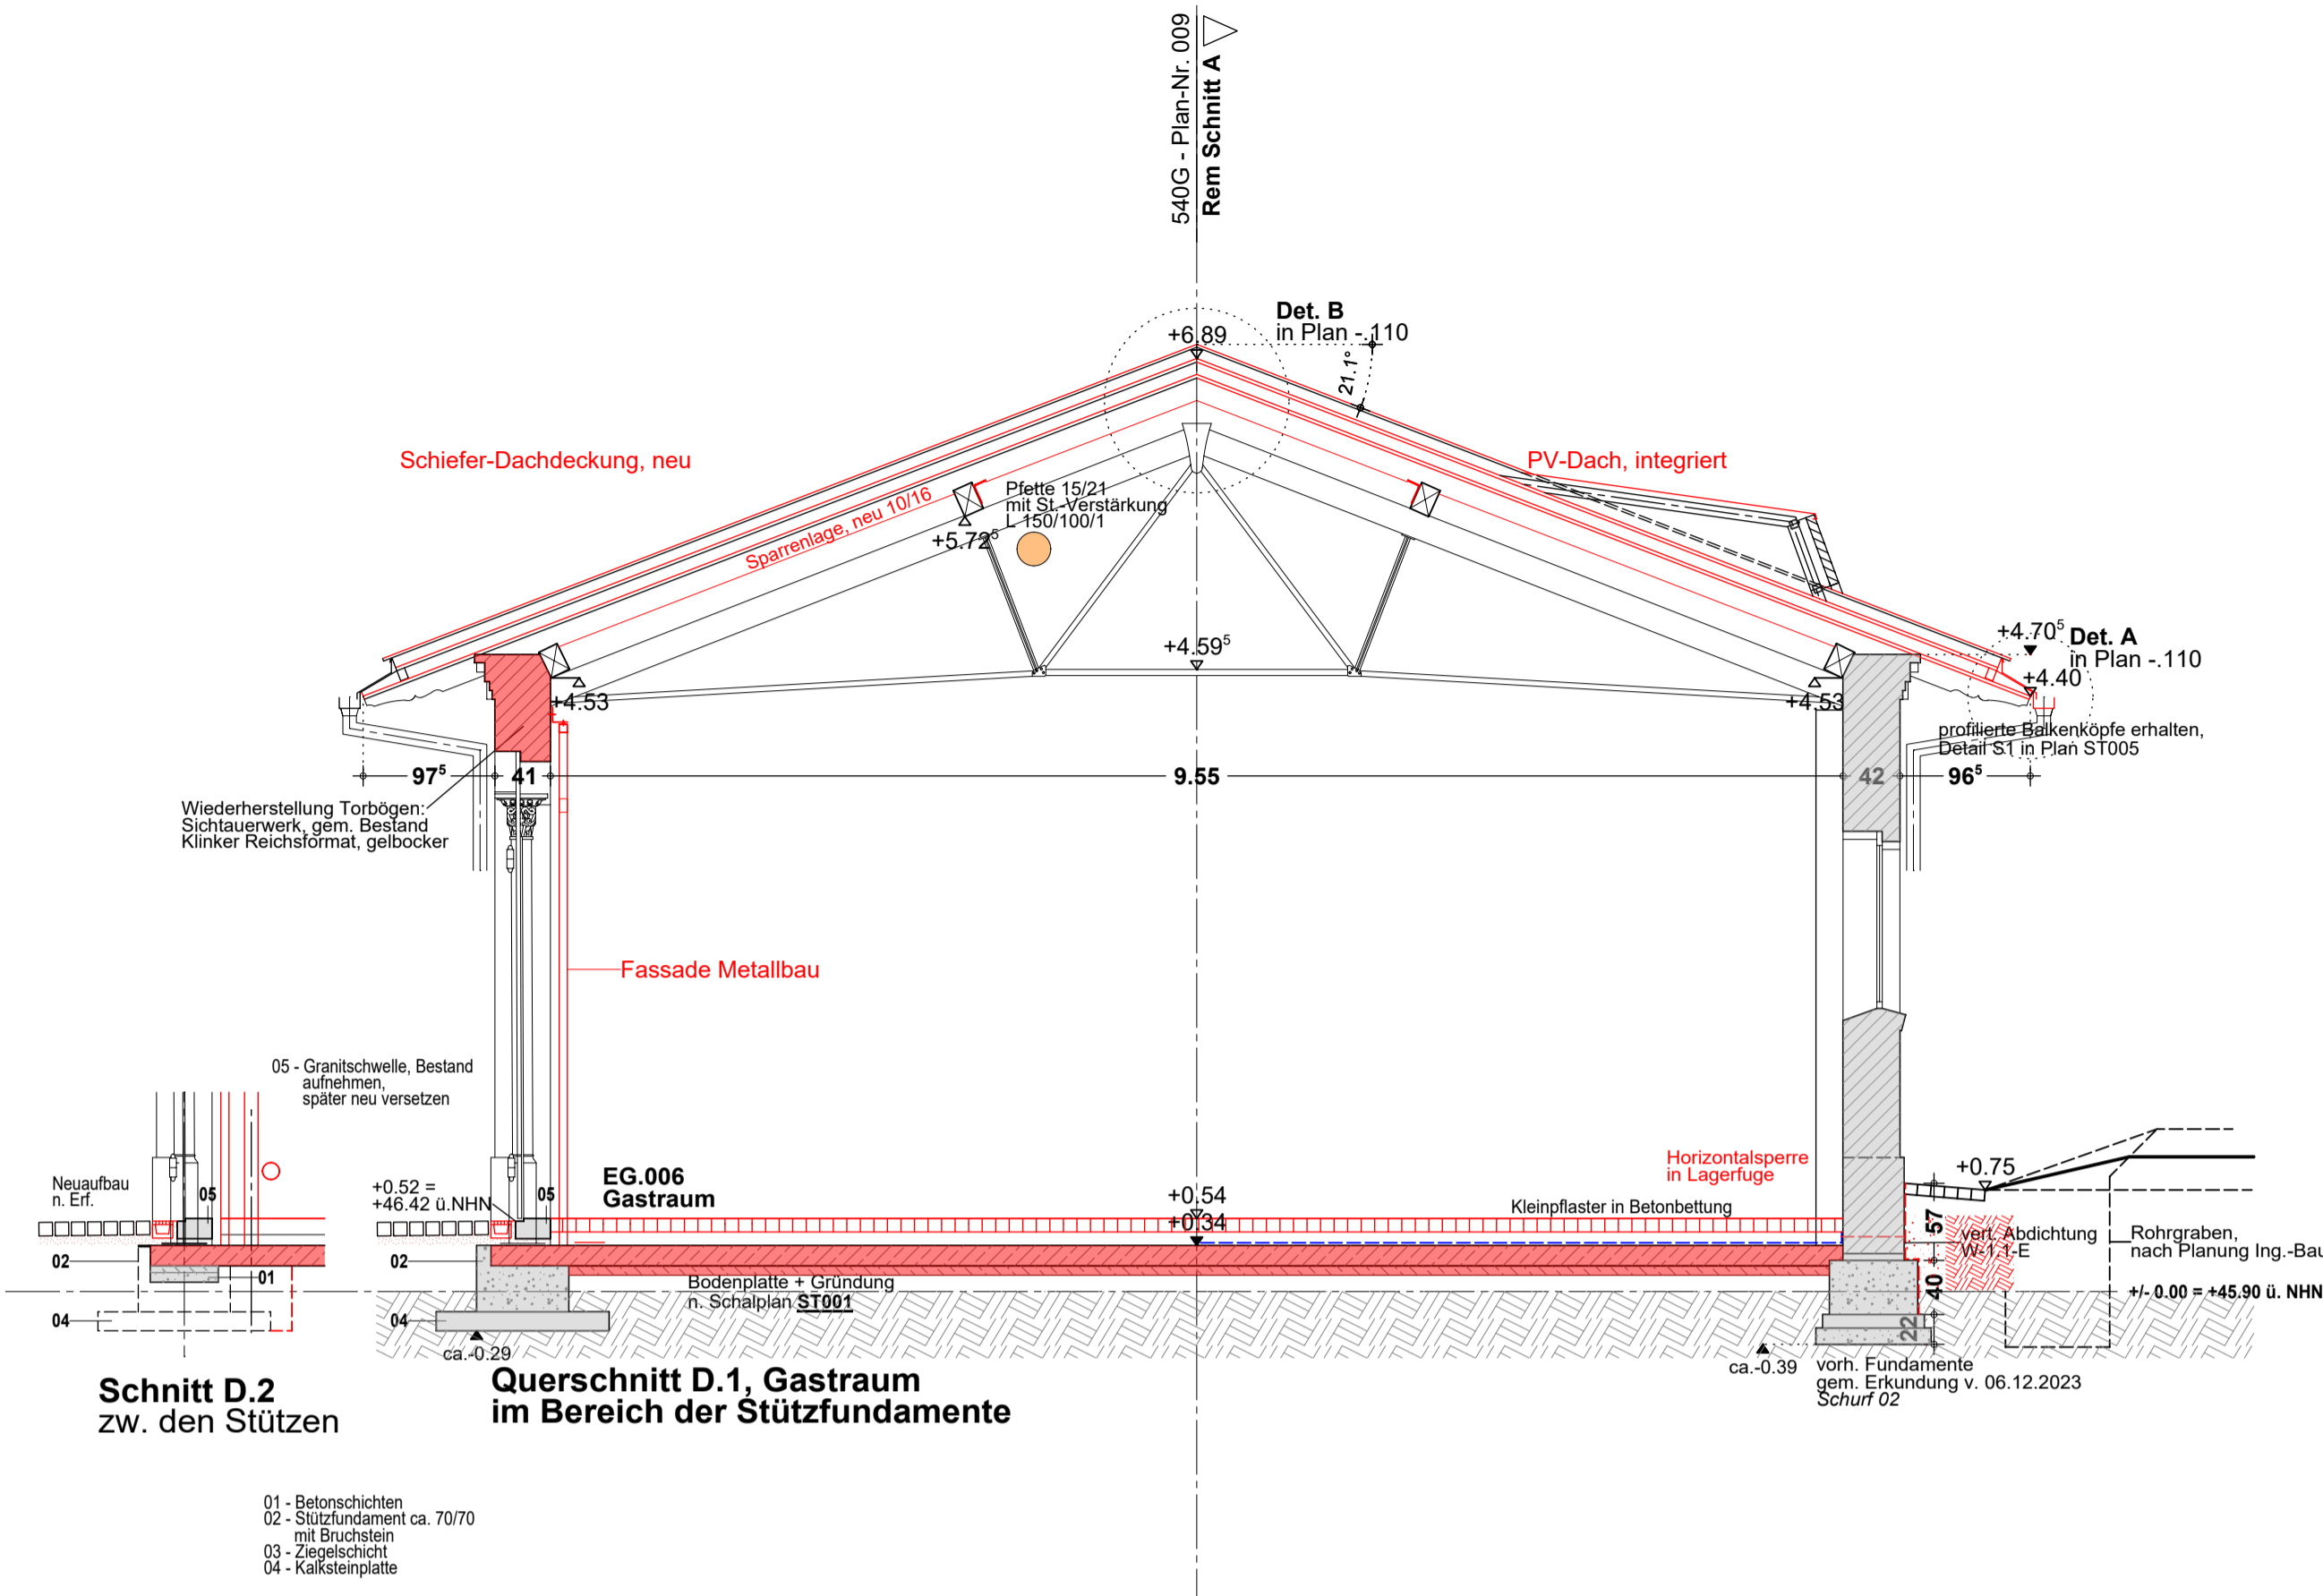 540G - Plan-Nr. 009
Rem Schnitt A
Det. B
in Plan -.110
+6.89
21.1°
Schiefer-Dachdeckung, neu
PV-Dach, integriert
Sparrenlage, neu 10/16
Pfette 15/21
mit St.-Verstärkung
L 150/100/1
+5.72⁵
+4.59⁵
+4.70⁵
Det. A
in Plan -.110
+4.40
+4.53
+4.53
profilierte Balkenköpfe erhalten,
Detail S1 in Plan ST005
97⁵
41
9.55
42
96⁵
Wiederherstellung Torbögen:
Sichtauerwerk, gem. Bestand
Klinker Reichsformat, gelbocker
Fassade Metallbau
05 - Granitschwelle, Bestand
aufnehmen,
später neu versetzen
Neuaufbau
n. Erf.
05
+0.52 =
+46.42 ü.NHN
05
EG.006
Gastraum
+0.54
+0.34
Horizontalsperre
in Lagerfuge
Kleinpflaster in Betonbettung
+0.75
57
vert. Abdichtung
W-1.1-E
Rohrgraben,
nach Planung Ing.-Bau
02
01
02
Bodenplatte + Gründung
n. Schalplan ST001
40
+/- 0.00 = +45.90 ü. NHN
04
04
22
ca.-0.29
ca.-0.39
vorh. Fundamente
gem. Erkundung v. 06.12.2023
Schurf 02
Schnitt D.2
zw. den Stützen
Querschnitt D.1, Gastraum
im Bereich der Stützfundamente
01 - Betonschichten
02 - Stützfundament ca. 70/70
mit Bruchstein
03 - Ziegelschicht
04 - Kalksteinplatte